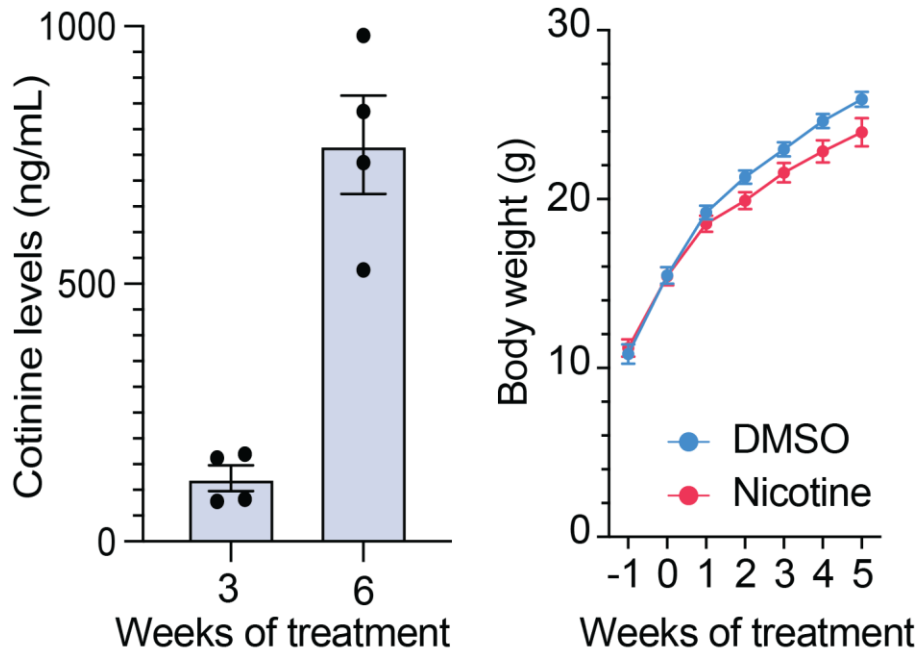 Cotinine levels (ng/mL)
1000
500
0
3 6
Weeks of treatment
Body weight (g)
30
20
10
0
DMSO
Nicotine
-1 0 1 2 3 4 5
Weeks of treatment